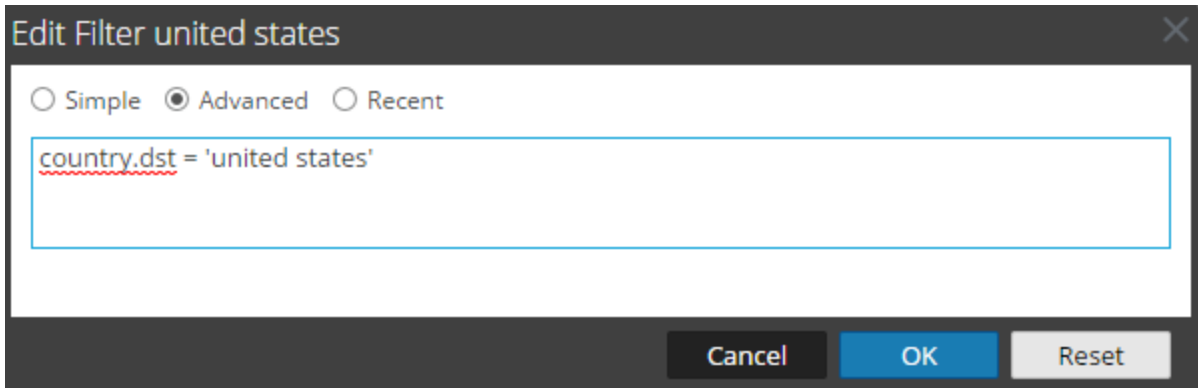 Edit Filter united states
Simple Advanced Recent
country.dst = 'united states'
Cancel OK Reset